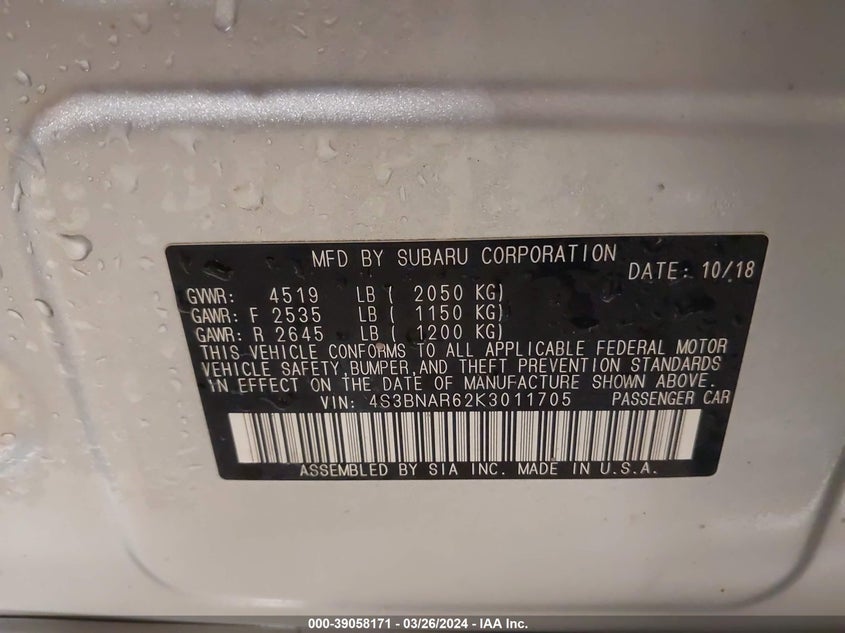 MFD BY SUBARU CORPORATION
DATE: 10/18
GVWR: 4519 LB ( 2050 KG)
GAWR: F 2535 LB ( 1150 KG)
GAWR: R 2645 LB ( 1200 KG)
THIS VEHICLE CONFORMS TO ALL APPLICABLE FEDERAL MOTOR
VEHICLE SAFETY,BUMPER,AND THEFT PREVENTION STANDARDS
IN EFFECT ON THE DATE OF MANUFACTURE SHOWN ABOVE.
VIN: 4S3BNAR62K3011705 PASSENGER CAR
ASSEMBLED BY SIA INC. MADE IN U.S.A.
000-39058171 - 03/26/2024 - IAA Inc.